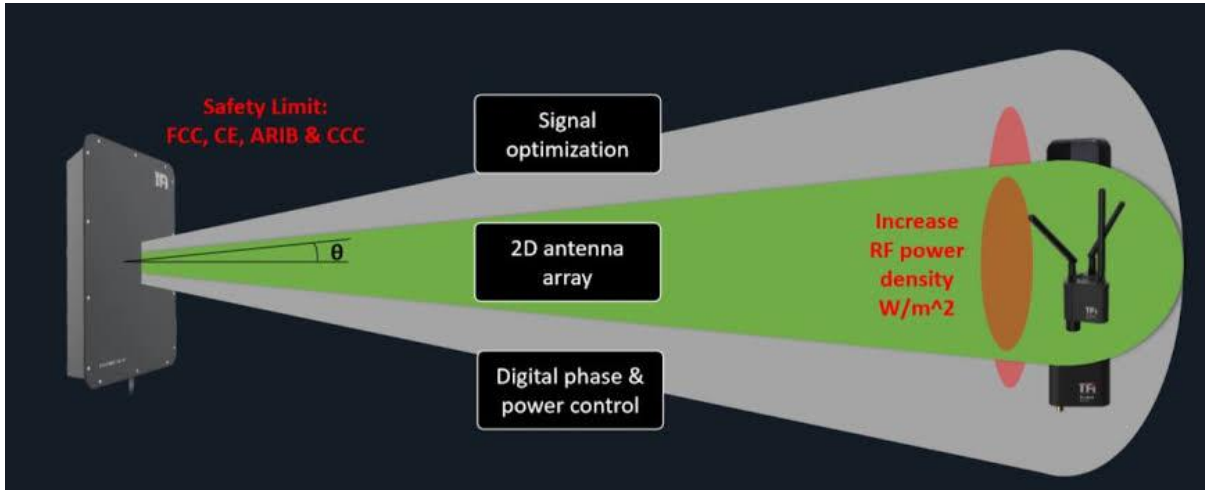 Safety Limit:
FCC, CE, ARIB & CCC
Signal
optimization
TFi
θ
2D antenna
array
Increase
RF power
density
W/m^2
TFi
Digital phase &
power control
TFi